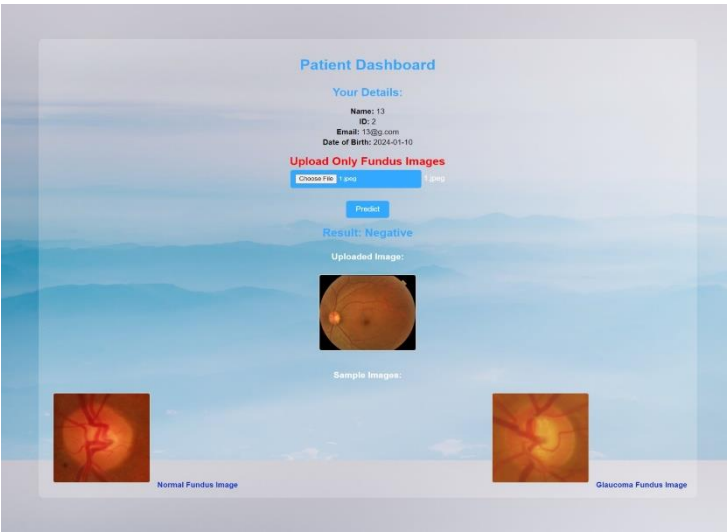 Patient Dashboard
Your Details:
Name: 13
ID: 2
Email: 13@g.com
Date of Birth: 2024-01-10
Upload Only Fundus Images
Choose File 1.jpeg 1.jpeg
Predict
Result: Negative
Uploaded Image:
Sample Images:
Normal Fundus Image
Glaucoma Fundus Image